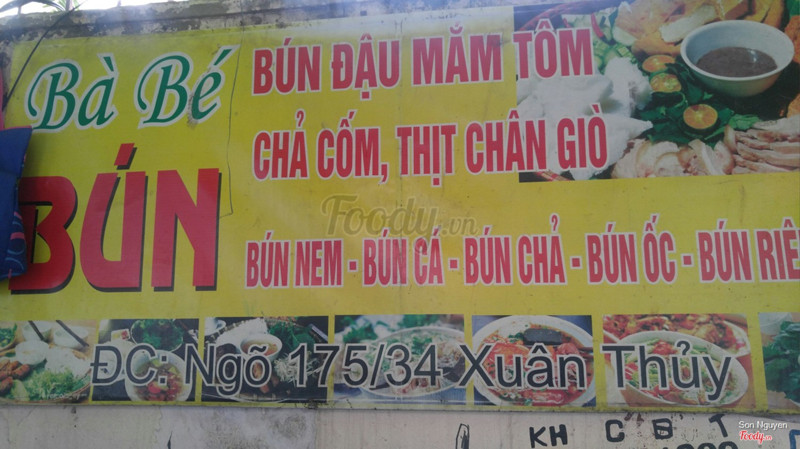 Bà Bé
BÚN
BÚN ĐẬU MẮM TÔM
CHẢ CỐM, THỊT CHÂN GIÒ
BÚN NEM - BÚN CÁ - BÚN CHẢ - BÚN ỐC - BÚN RIÊ
ĐC: Ngõ 175/34 Xuân Thủy
Foody.vn
KH C B T
Son Nguyen
Foody.vn